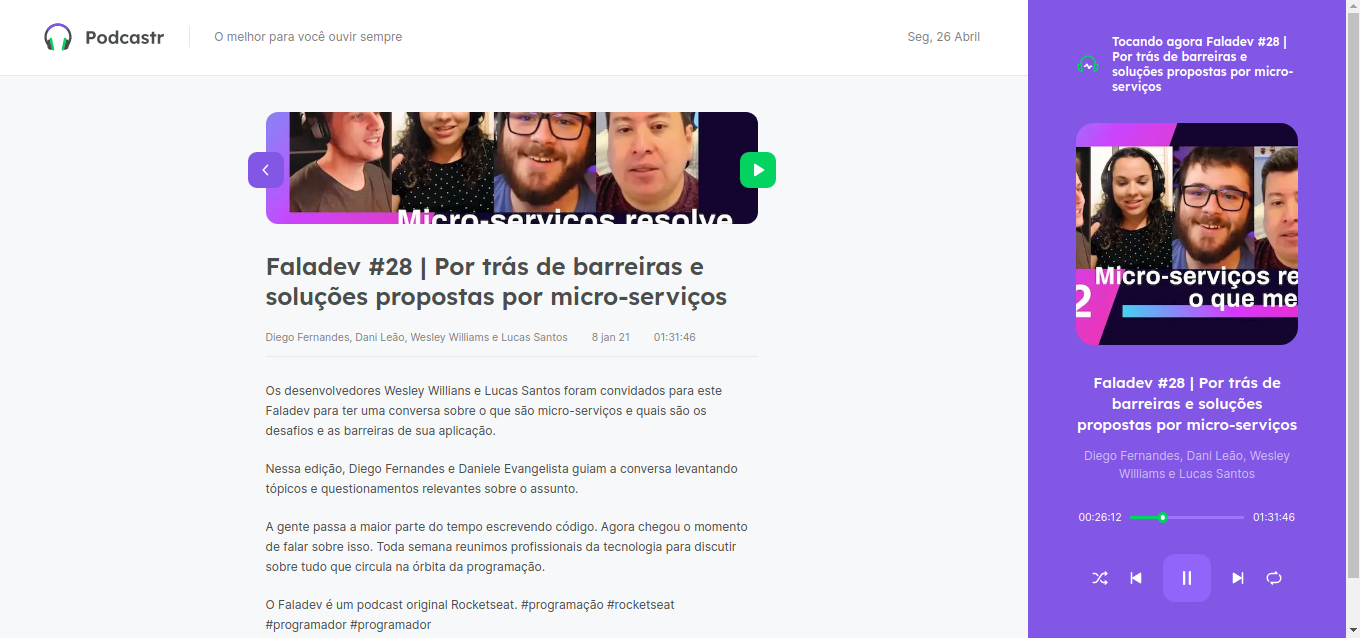 Podcastr
O melhor para você ouvir sempre
Seg, 26 Abril
Micro-serviços resolve
Faladev #28 | Por trás de barreiras e
soluções propostas por micro-serviços
Diego Fernandes, Dani Leão, Wesley Williams e Lucas Santos
8 jan 21
01:31:46
Os desenvolvedores Wesley Willians e Lucas Santos foram convidados para este
Faladev para ter uma conversa sobre o que são micro-serviços e quais são os
desafios e as barreiras de sua aplicação.
Nessa edição, Diego Fernandes e Daniele Evangelista guiam a conversa levantando
tópicos e questionamentos relevantes sobre o assunto.
A gente passa a maior parte do tempo escrevendo código. Agora chegou o momento
de falar sobre isso. Toda semana reunimos profissionais da tecnologia para discutir
sobre tudo que circula na órbita da programação.
O Faladev é um podcast original Rocketseat. #programação #rocketseat
#programador #programador
Tocando agora Faladev #28 |
Por trás de barreiras e
soluções propostas por micro-
serviços
Micro-serviços re
2 o que me
Faladev #28 | Por trás de
barreiras e soluções
propostas por micro-serviços
Diego Fernandes, Dani Leão, Wesley
Williams e Lucas Santos
00:26:12
01:31:46